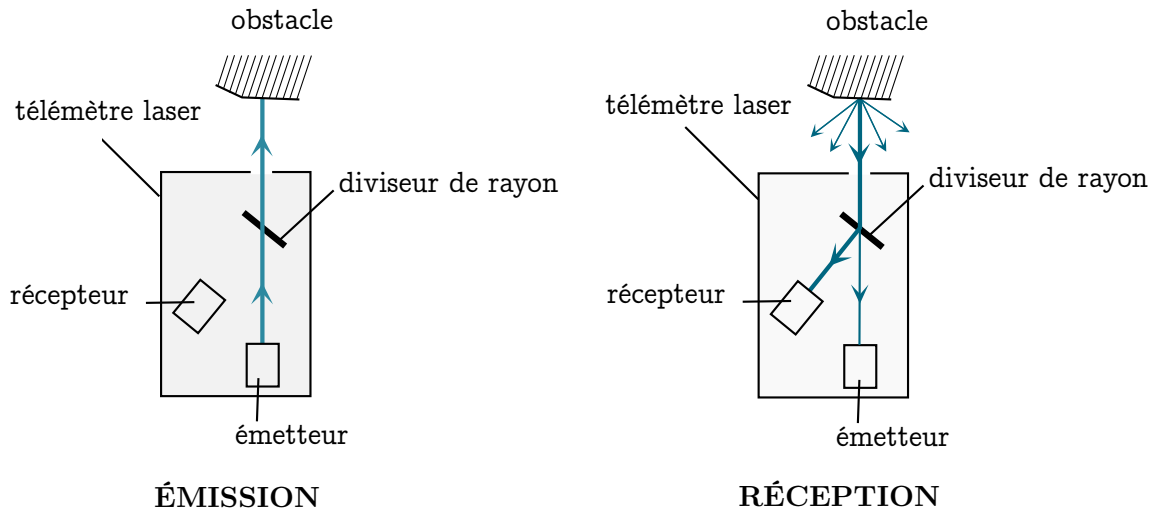 obstacle
télémètre laser
diviseur de rayon
récepteur
émetteur
ÉMISSION
obstacle
télémètre laser
diviseur de rayon
récepteur
émetteur
RÉCEPTION